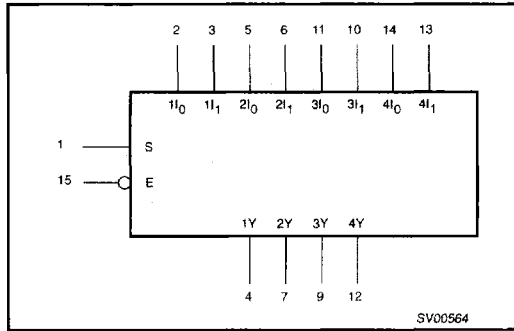 2 3 5 6 11 10 14 13
1I₀ 1I₁ 2I₀ 2I₁ 3I₀ 3I₁ 4I₀ 4I₁
1 S
15 E
1Y 2Y 3Y 4Y
4 7 9 12
SV00564